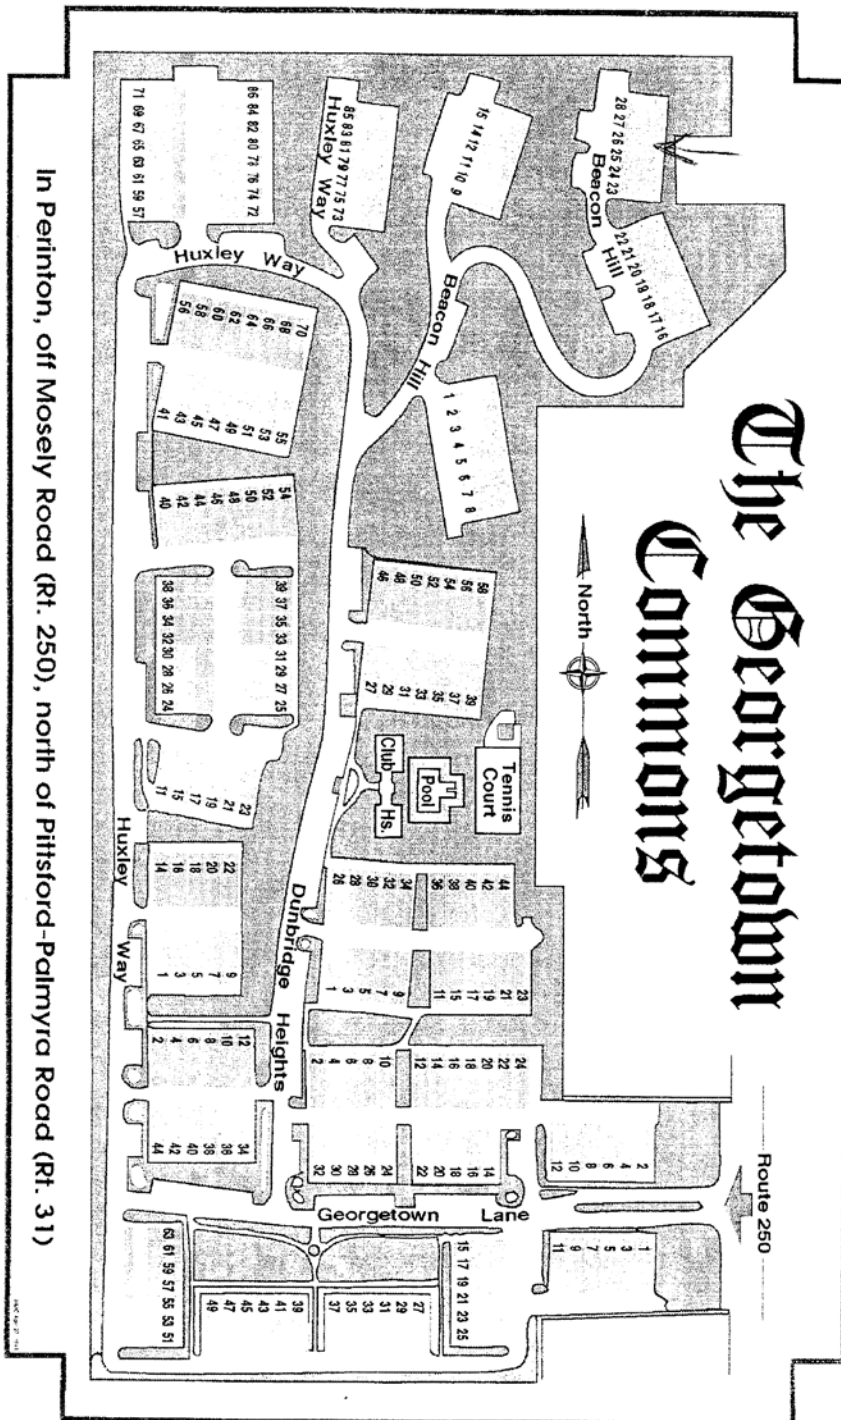 The Georgetown
Commons
North
Route 250
28 27 26 25 24 23
Beacon
Hill
22 21 20 19 18 17 16
15 14 12 11 10 9
Beacon Hill
1 2 3 4 5 6 7 8
85 83 81 79 77 75 73
Huxley Way
86 84 82 80 78 76 74 72
71 69 67 65 63 61 59 57
Huxley Way
70 68 66 64 62 60 58 56
55 53 51 49 47 45 43 41
54 52 50 48 46 44 42 40
39 37 35 33 31 29 27 25
38 36 34 32 30 28 26 24
23 21 19 17 15 11
58 56 54 52 50 48 46
39 37 35 33 31 29 27
Tennis
Court
Pool
Club Hs.
44 42 40 38 36
34 32 30 28 26
23 21 19 17 15 11
9 7 5 3 1
Dunbridge Heights
22 20 18 16 14
9 7 5 3 1
Huxley Way
12 10 8 6 4 2
34 36 38 40 42 44
24 22 20 18 16 14 12
10 8 6 4 2
14 16 18 20 22
24 26 28 30 32
Georgetown Lane
2 4 6 8 10 12
1 3 5 7 9 11
15 17 19 21 23 25
27 29 31 33 35 37
39 41 43 45 47 49
63 61 59 57 55 53 51
In Perinton, off Mosely Road (Rt. 250), north of Pittsford-Palmyra Road (Rt. 31)